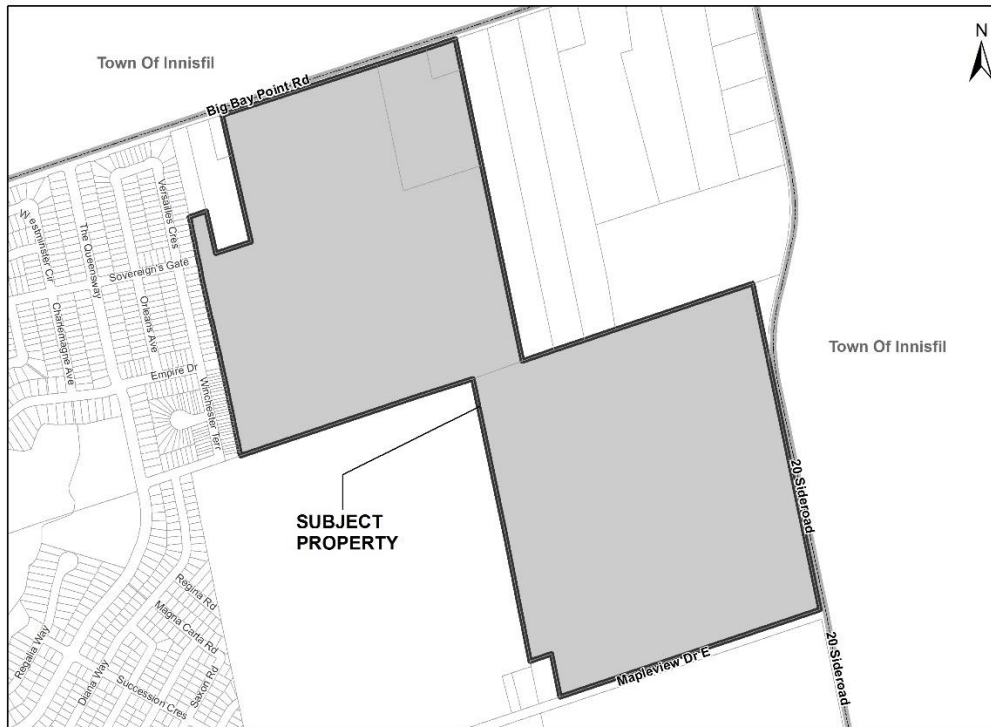 N
Town Of Innisfil
Big Bay Point Rd
Versailles Cres
Westminster Cir
The Queensway
Sovereign's Gate
Orleans Ave
Charlemagne Ave
Empire Dr
Winchester Terr
Town Of Innisfil
20 Sideroad
SUBJECT
PROPERTY
Regina Rd
Magna Carta Rd
Regalia Way
Diana Way
Saxon Rd
Succession Cres
Mapleview Dr E
20 Sideroad